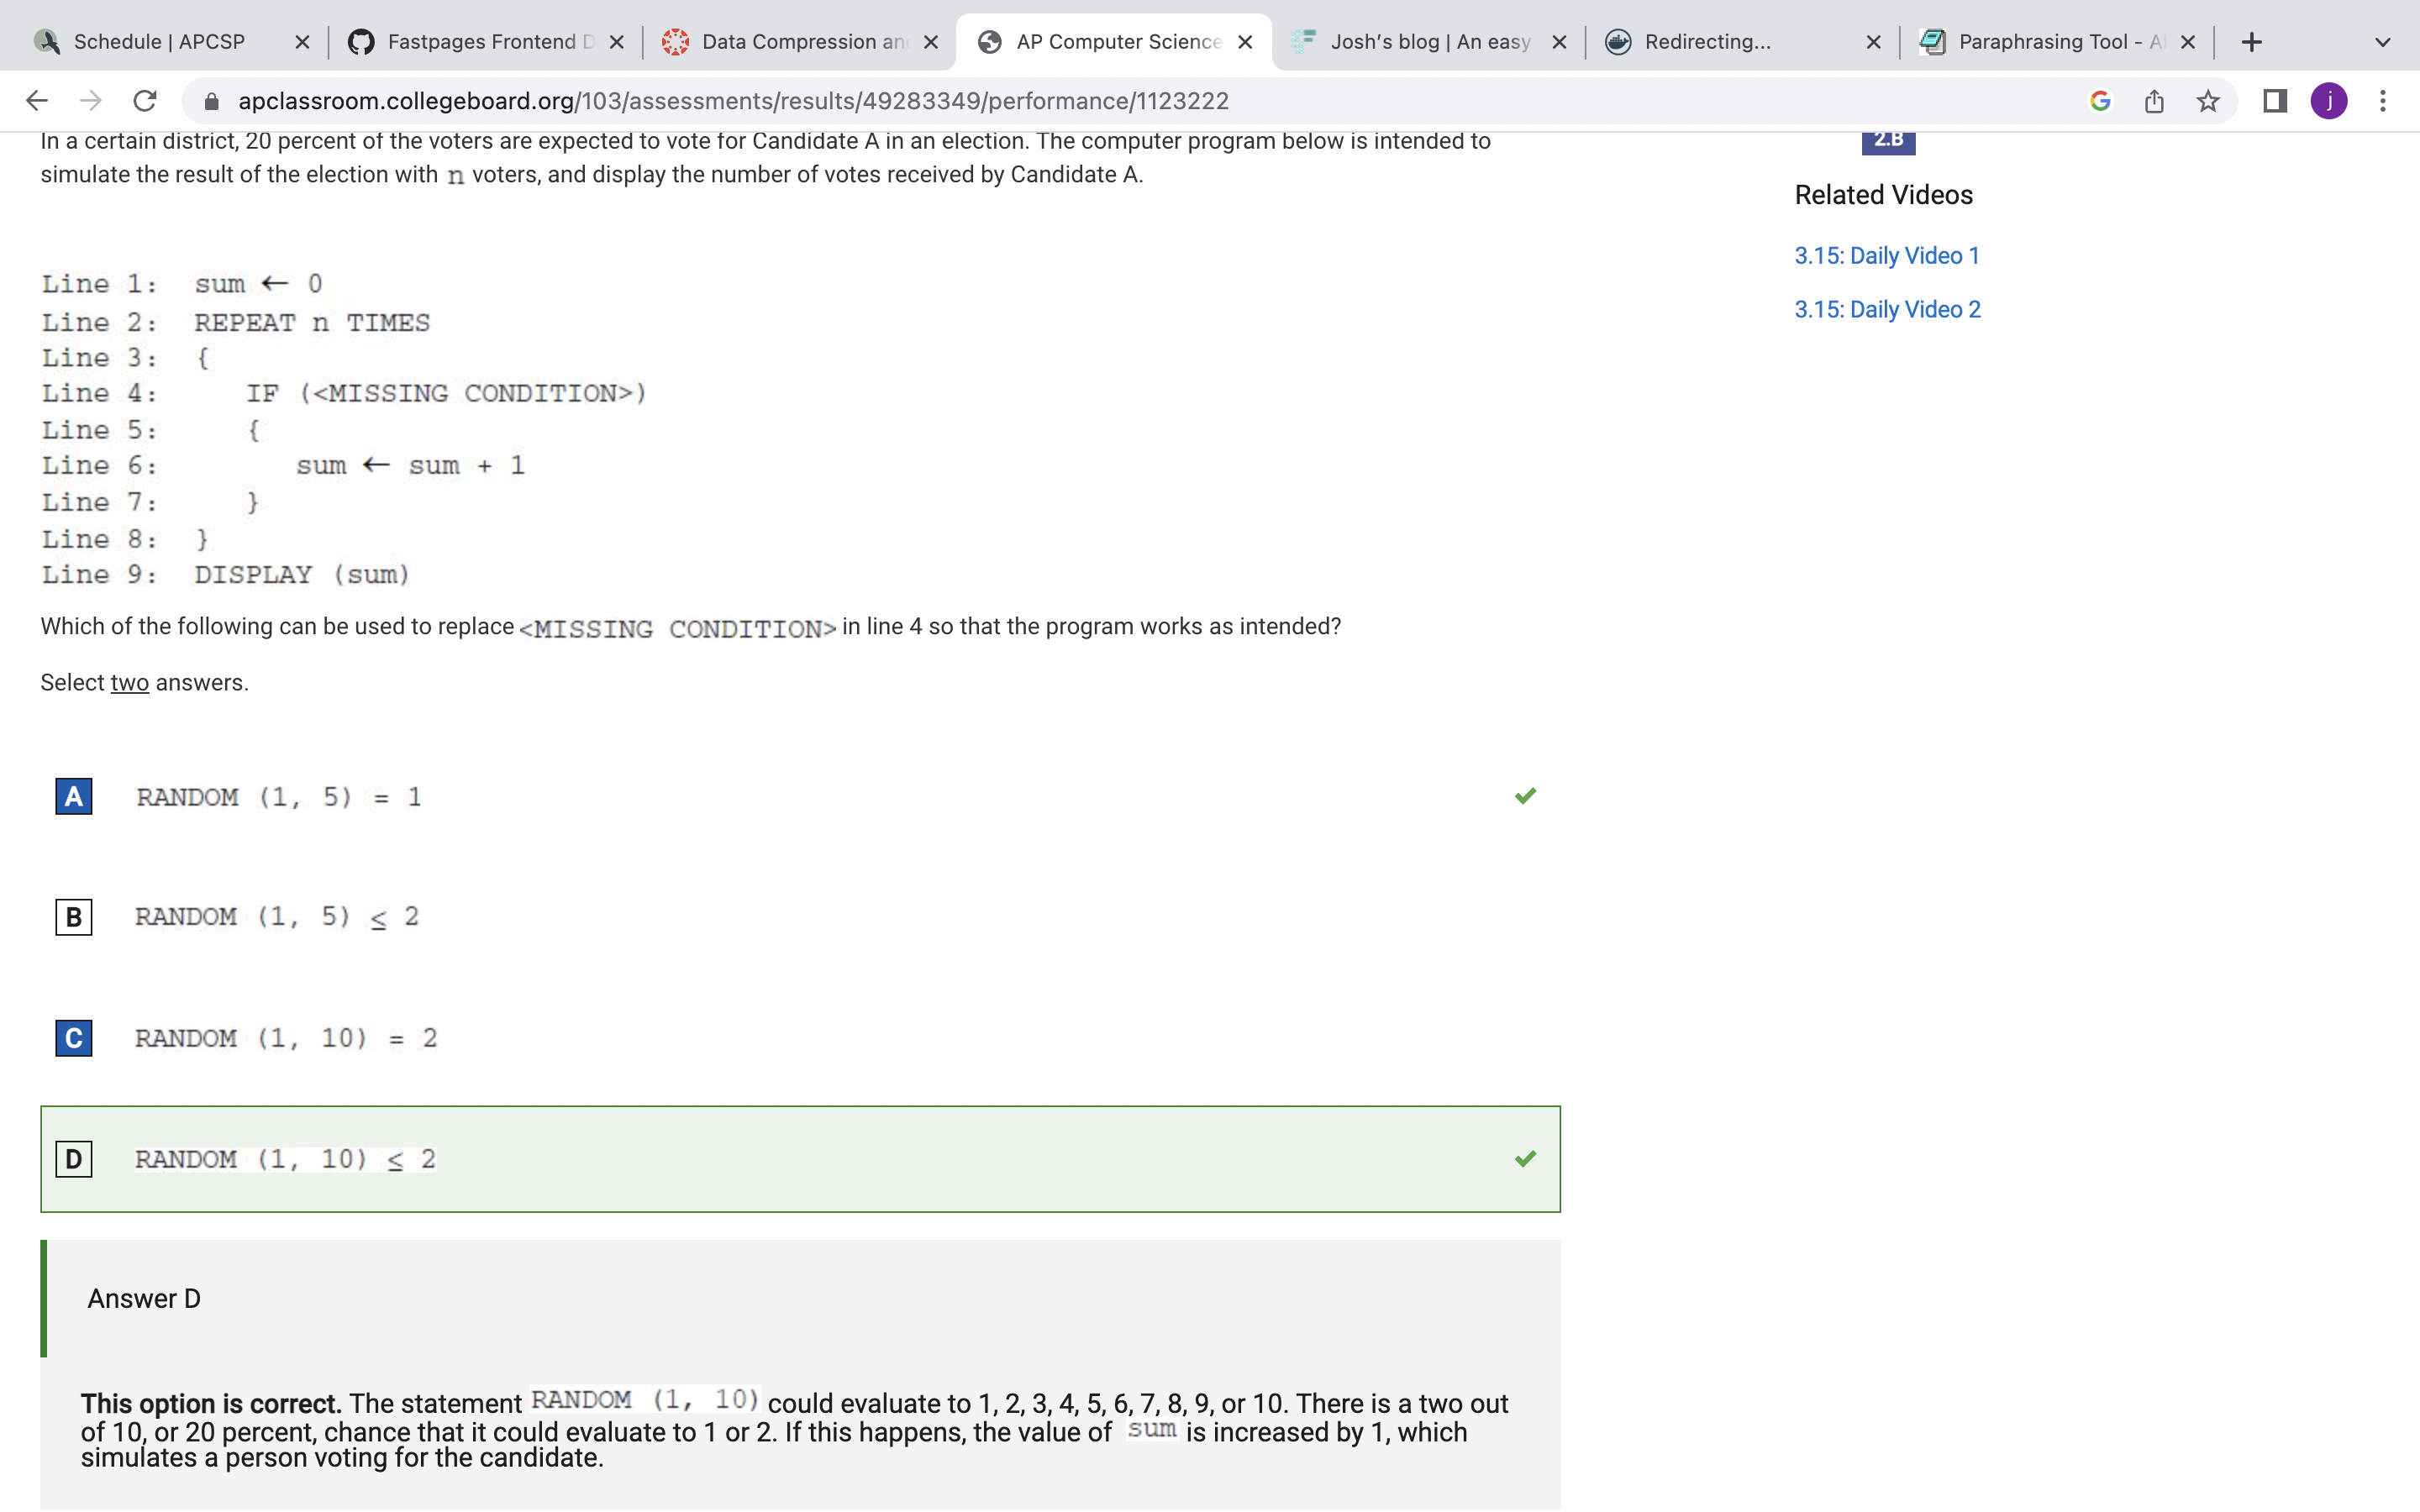 Schedule | APCSP
Fastpages Frontend D
Data Compression an
AP Computer Science
Josh's blog | An easy
Redirecting...
Paraphrasing Tool - A
apclassroom.collegeboard.org/103/assessments/results/49283349/performance/1123222
j
In a certain district, 20 percent of the voters are expected to vote for Candidate A in an election. The computer program below is intended to
simulate the result of the election with n voters, and display the number of votes received by Candidate A.
Line 1: sum ← 0
Line 2: REPEAT n TIMES
Line 3: {
Line 4: IF (<MISSING CONDITION>)
Line 5: {
Line 6: sum ← sum + 1
Line 7: }
Line 8: }
Line 9: DISPLAY (sum)
Which of the following can be used to replace <MISSING CONDITION> in line 4 so that the program works as intended?
Select two answers.
A RANDOM (1, 5) = 1
B RANDOM (1, 5) ≤ 2
C RANDOM (1, 10) = 2
D RANDOM (1, 10) ≤ 2
Answer D
This option is correct. The statement RANDOM (1, 10) could evaluate to 1, 2, 3, 4, 5, 6, 7, 8, 9, or 10. There is a two out
of 10, or 20 percent, chance that it could evaluate to 1 or 2. If this happens, the value of sum is increased by 1, which
simulates a person voting for the candidate.
2.B
Related Videos
3.15: Daily Video 1
3.15: Daily Video 2